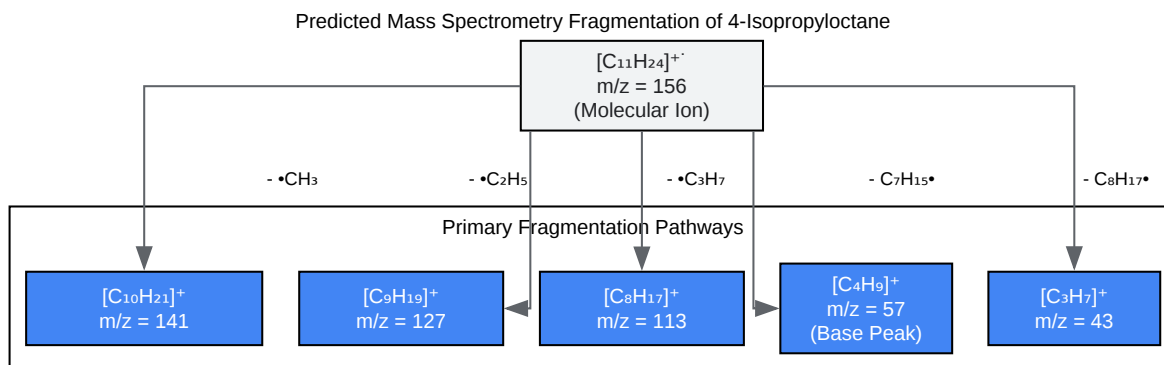 Predicted Mass Spectrometry Fragmentation of 4-Isopropyloctane
[C₁₁H₂₄]⁺˙
m/z = 156
(Molecular Ion)
- •CH₃
- •C₂H₅
- •C₃H₇
- C₇H₁₅•
- C₈H₁₇•
Primary Fragmentation Pathways
[C₁₀H₂₁]⁺
m/z = 141
[C₉H₁₉]⁺
m/z = 127
[C₈H₁₇]⁺
m/z = 113
[C₄H₉]⁺
m/z = 57
(Base Peak)
[C₃H₇]⁺
m/z = 43